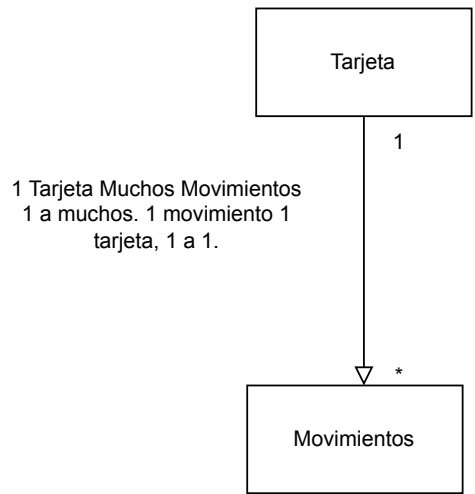 Tarjeta
1
1 Tarjeta Muchos Movimientos
1 a muchos. 1 movimiento 1
tarjeta, 1 a 1.
*
Movimientos